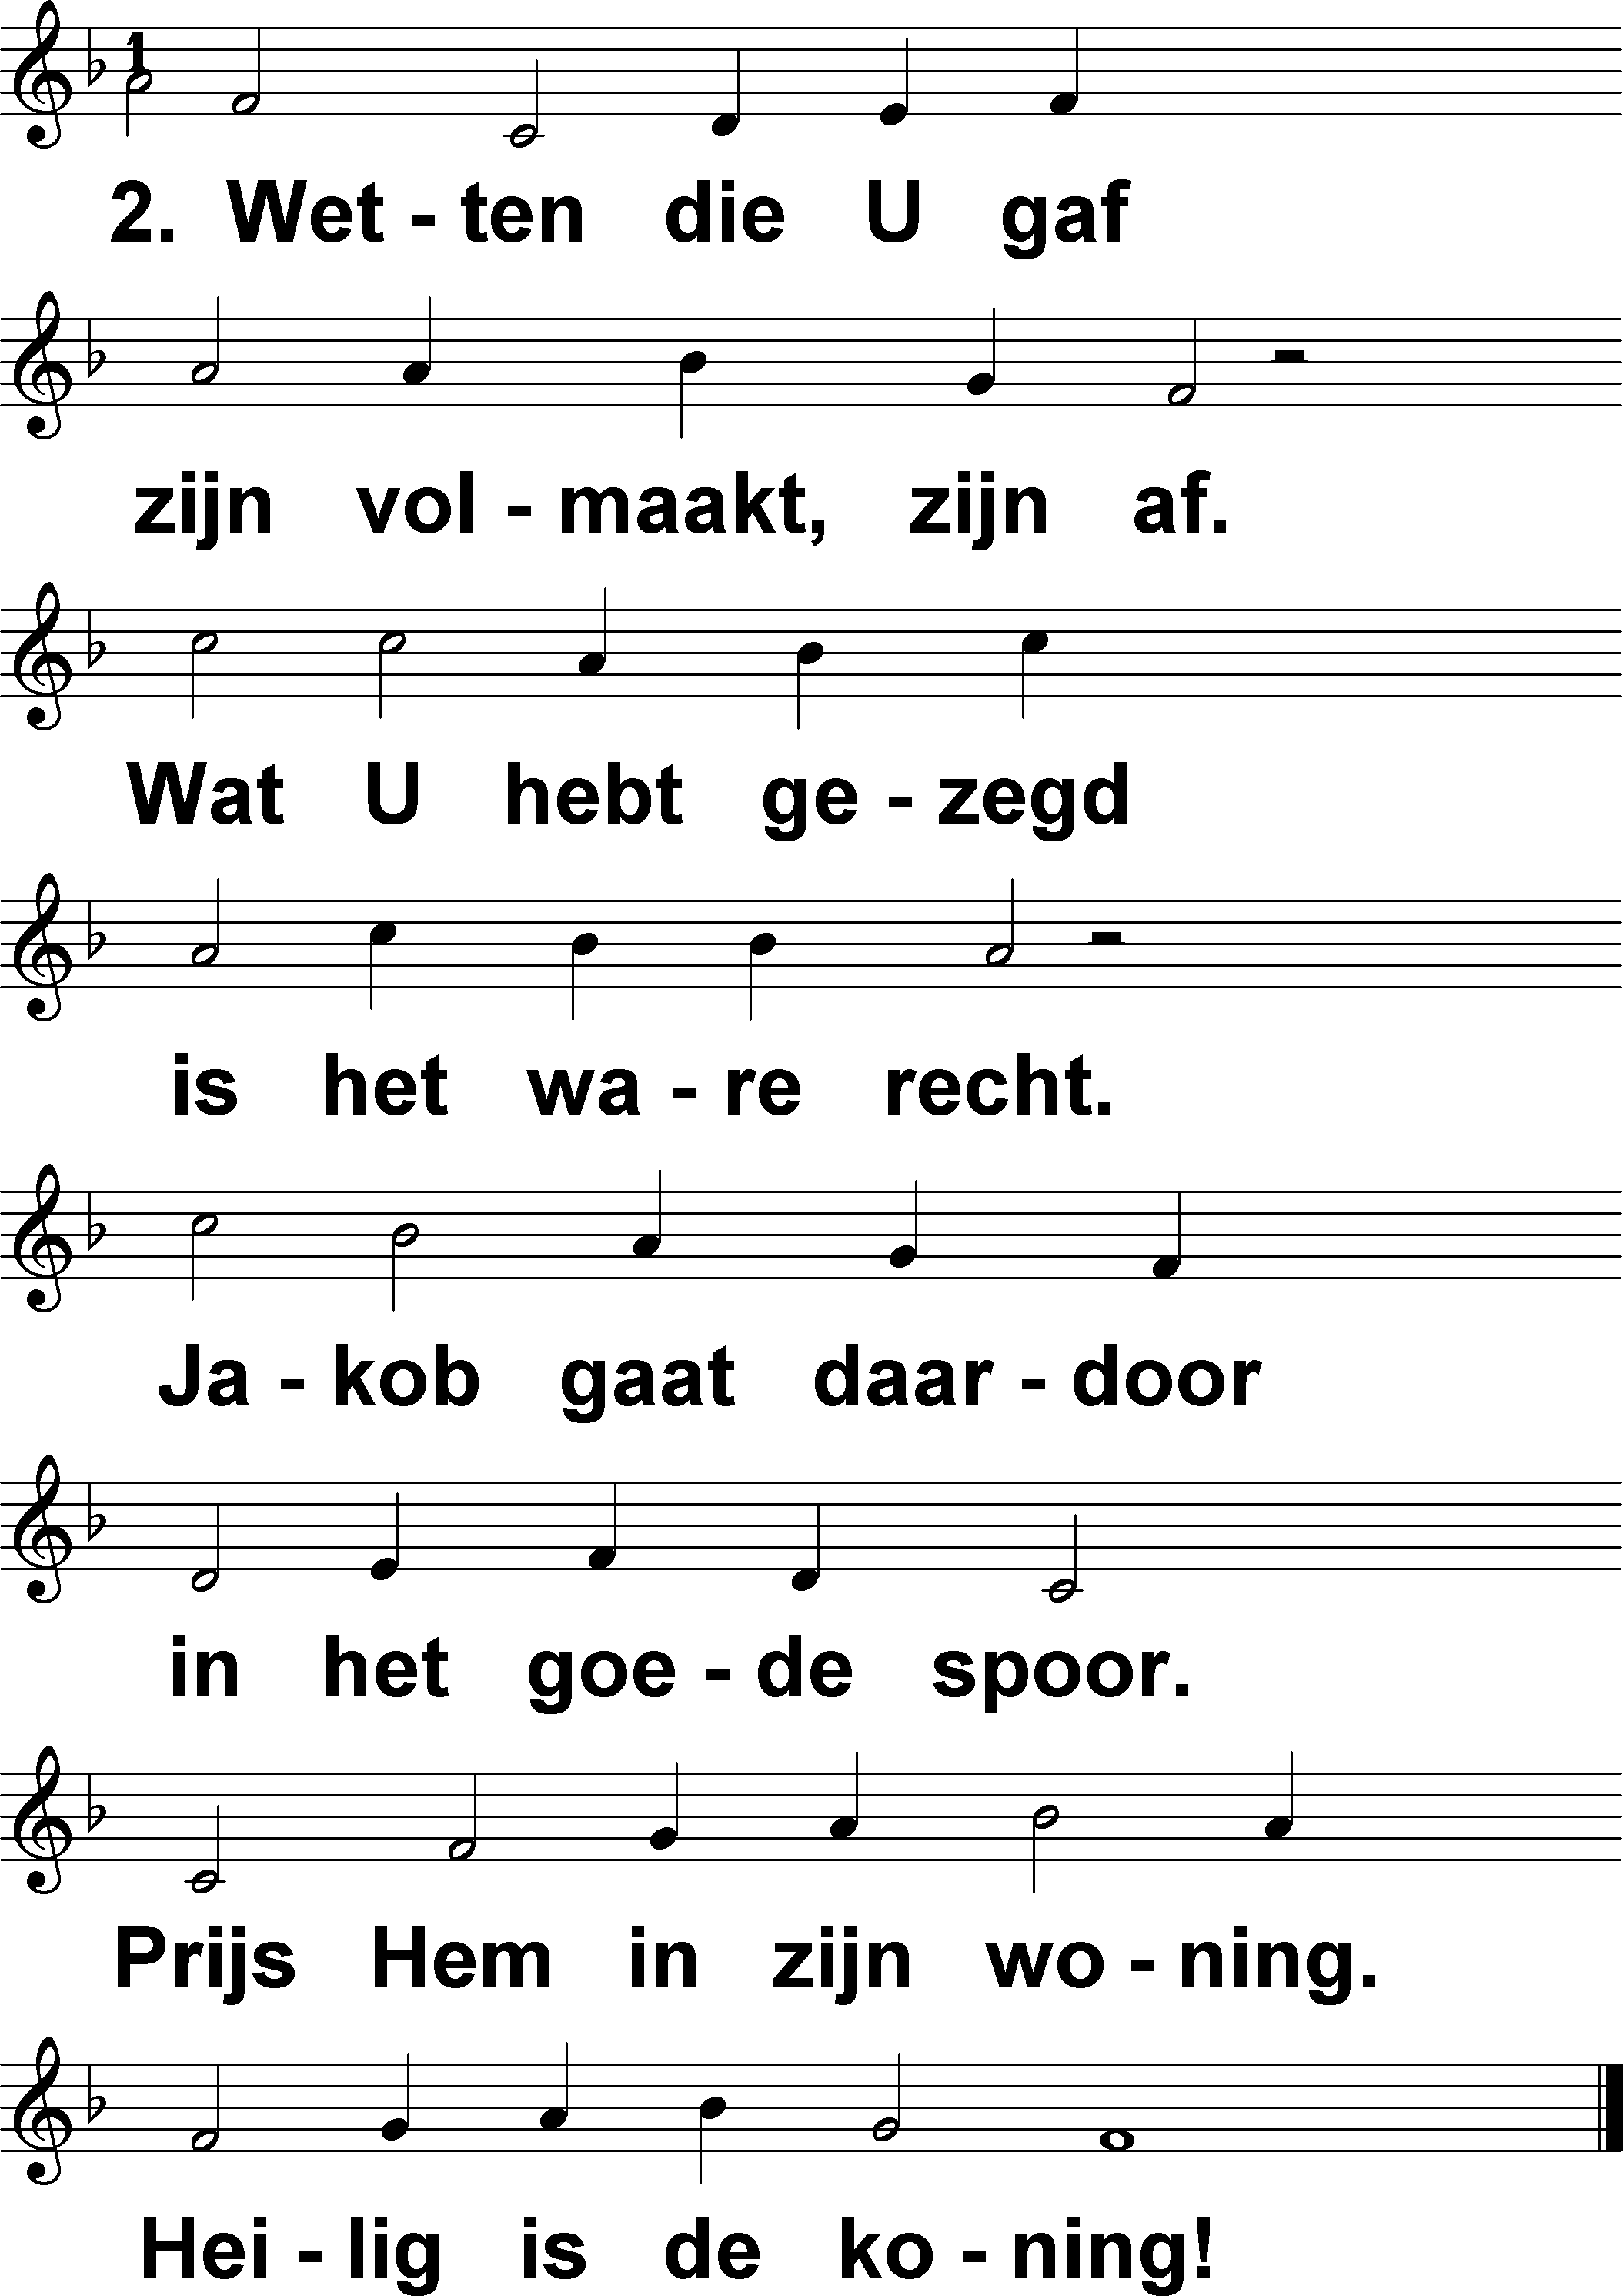 1
2. Wet - ten die U gaf
zijn vol - maakt, zijn af.
Wat U hebt ge - zegd
is het wa - re recht.
Ja - kob gaat daar - door
in het goe - de spoor.
Prijs Hem in zijn wo - ning.
Hei - lig is de ko - ning!